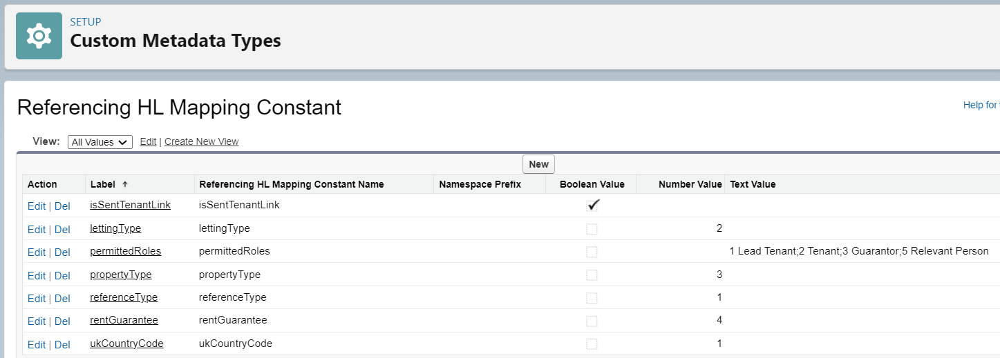 SETUP
Custom Metadata Types
Referencing HL Mapping Constant
Help for
View: All Values Edit | Create New View
New
Action Label ↑ Referencing HL Mapping Constant Name Namespace Prefix Boolean Value Number Value Text Value
Edit | Del isSentTenantLink isSentTenantLink
Edit | Del lettingType lettingType 2
Edit | Del permittedRoles permittedRoles 1 Lead Tenant;2 Tenant;3 Guarantor;5 Relevant Person
Edit | Del propertyType propertyType 3
Edit | Del referenceType referenceType 1
Edit | Del rentGuarantee rentGuarantee 4
Edit | Del ukCountryCode ukCountryCode 1